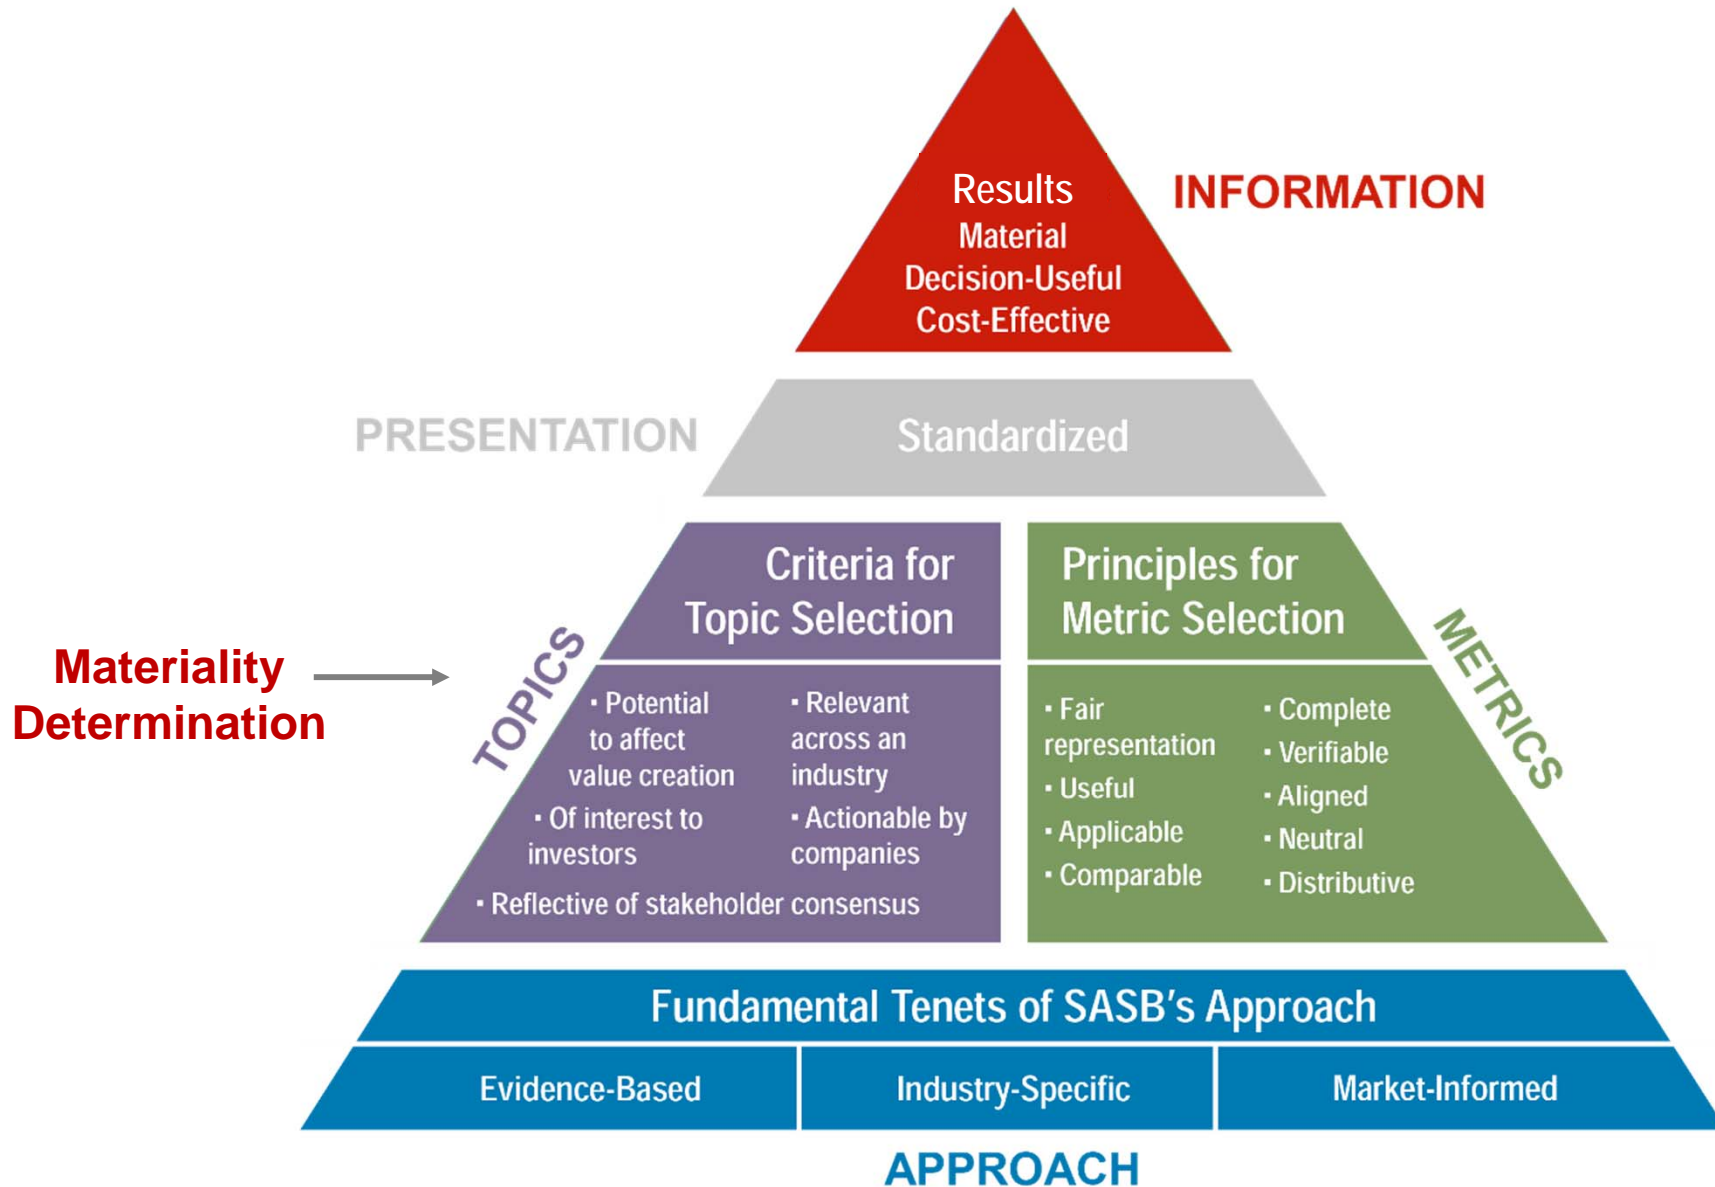 Results
Material
Decision-Useful
Cost-Effective
INFORMATION
PRESENTATION
Standardized
Materiality
Determination
TOPICS
Criteria for
Topic Selection
▪ Potential
to affect
value creation
▪ Of interest to
investors
▪ Relevant
across an
industry
▪ Actionable by
companies
▪ Reflective of stakeholder consensus
Principles for
Metric Selection
▪ Fair
representation
▪ Useful
▪ Applicable
▪ Comparable
▪ Complete
▪ Verifiable
▪ Aligned
▪ Neutral
▪ Distributive
METRICS
Fundamental Tenets of SASB’s Approach
Evidence-Based
Industry-Specific
Market-Informed
APPROACH